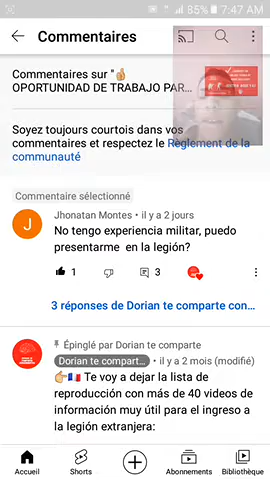 85% 7:47 AM
Commentaires
Commentaires sur "👍
OPORTUNIDAD DE TRABAJO PAR...
Soyez toujours courtois dans vos
commentaires et respectez le Règlement de la
communauté
Commentaire sélectionné
J
Jhonatan Montes • il y a 2 jours
No tengo experiencia militar, puedo
presentarme en la legión?
1
3
3 réponses de Dorian te comparte con...
Épinglé par Dorian te comparte
Dorian te compart... • il y a 2 mois (modifié)
👉🏼🇫🇷 Te voy a dejar la lista de
reproducción con más de 40 videos de
información muy útil para el ingreso a
la legión extranjera:
Accueil
Shorts
Abonnements
Bibliothèque